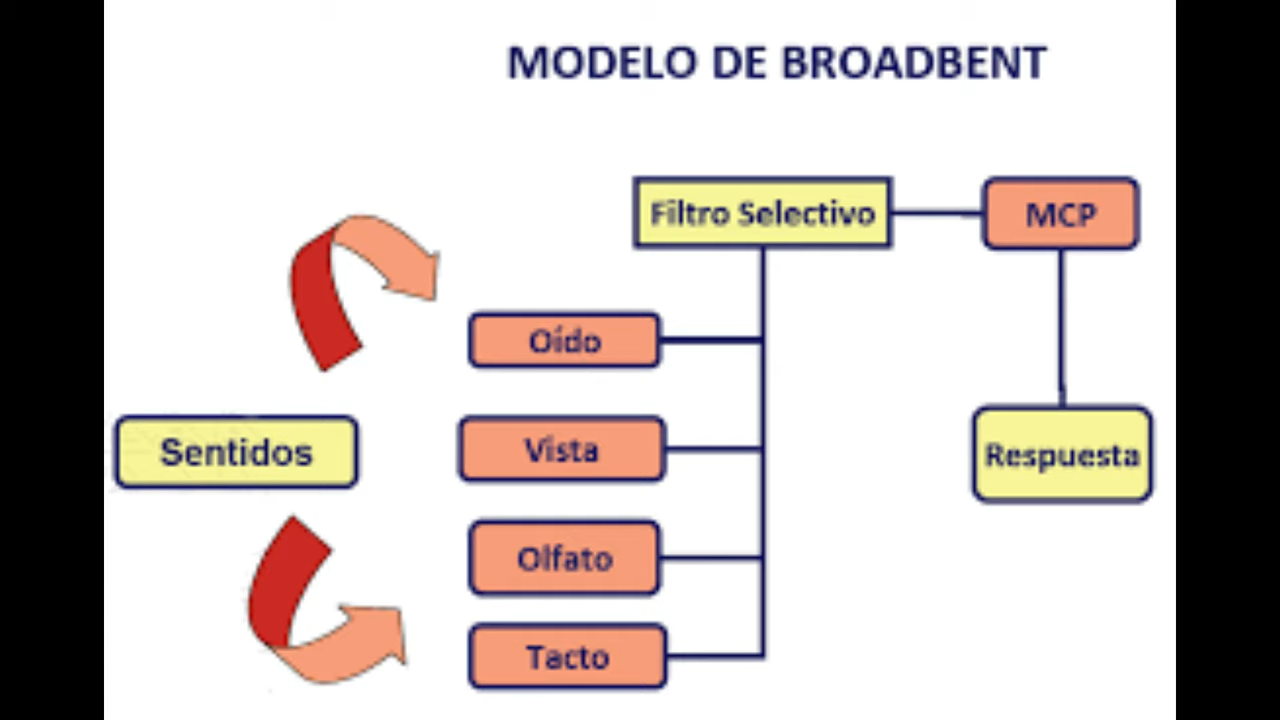 MODELO DE BROADBENT
Filtro Selectivo
MCP
Oído
Sentidos
Vista
Respuesta
Olfato
Tacto